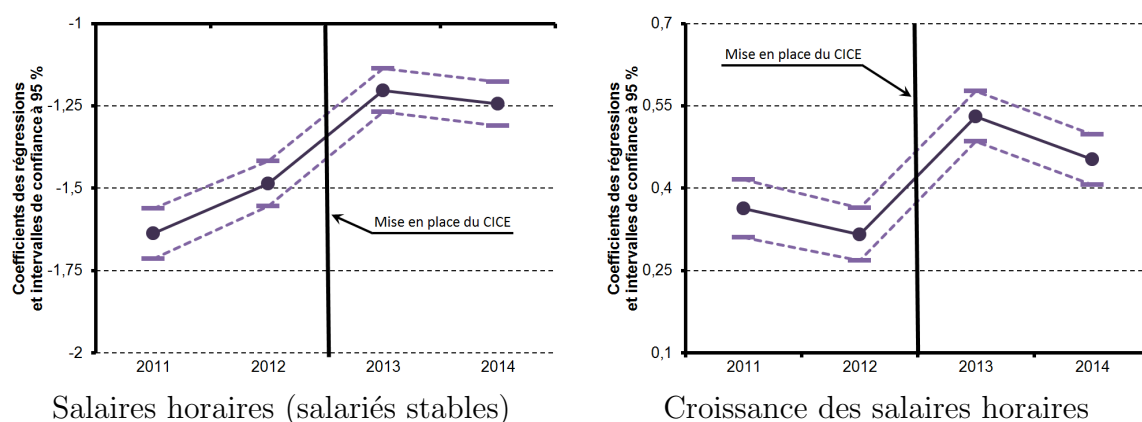 Coefficients des régressions
et intervalles de confiance à 95 %
-1
-1,25
-1,5
-1,75
-2
Mise en place du CICE
2011 2012 2013 2014
Salaires horaires (salariés stables)
Coefficients des régressions
et intervalles de confiance à 95 %
0,7
0,55
0,4
0,25
0,1
Mise en place du CICE
2011 2012 2013 2014
Croissance des salaires horaires